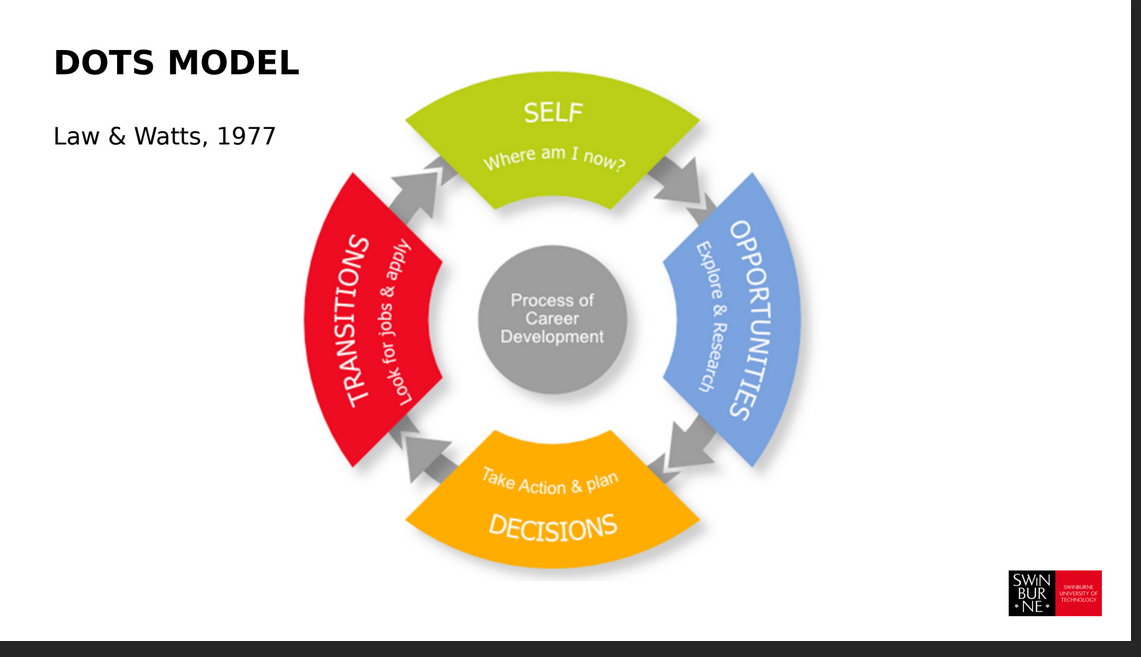 DOTS MODEL
Law & Watts, 1977
SELF
Where am I now?
OPPORTUNITIES
Explore & Research
Take Action & plan
DECISIONS
TRANSITIONS
Look for jobs & apply
Process of
Career
Development
SWIN
BUR
* NE *
SWINBURNE
UNIVERSITY OF
TECHNOLOGY